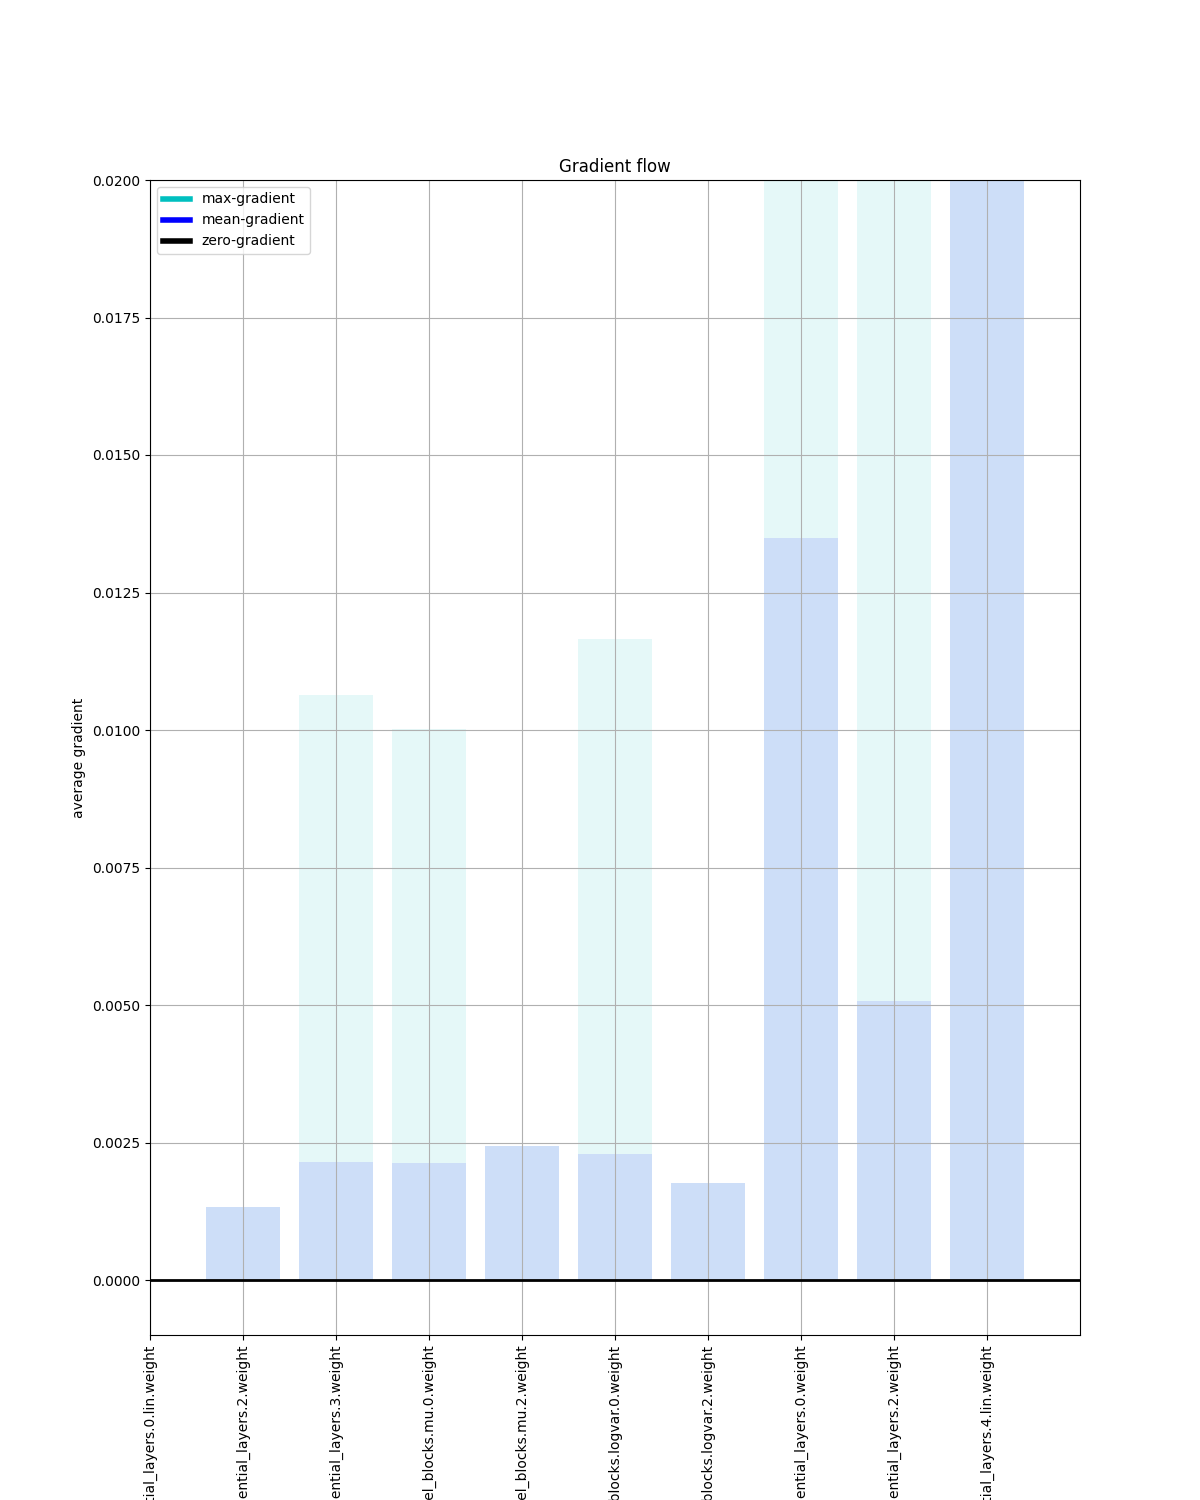 Gradient flow
max-gradient
mean-gradient
zero-gradient
0.0200
0.0175
0.0150
0.0125
0.0100
0.0075
0.0050
0.0025
0.0000
average gradient
tial_layers.0.lin.weight
ential_layers.2.weight
ential_layers.3.weight
el_blocks.mu.0.weight
el_blocks.mu.2.weight
blocks.logvar.0.weight
blocks.logvar.2.weight
ential_layers.0.weight
ential_layers.2.weight
tial_layers.4.lin.weight